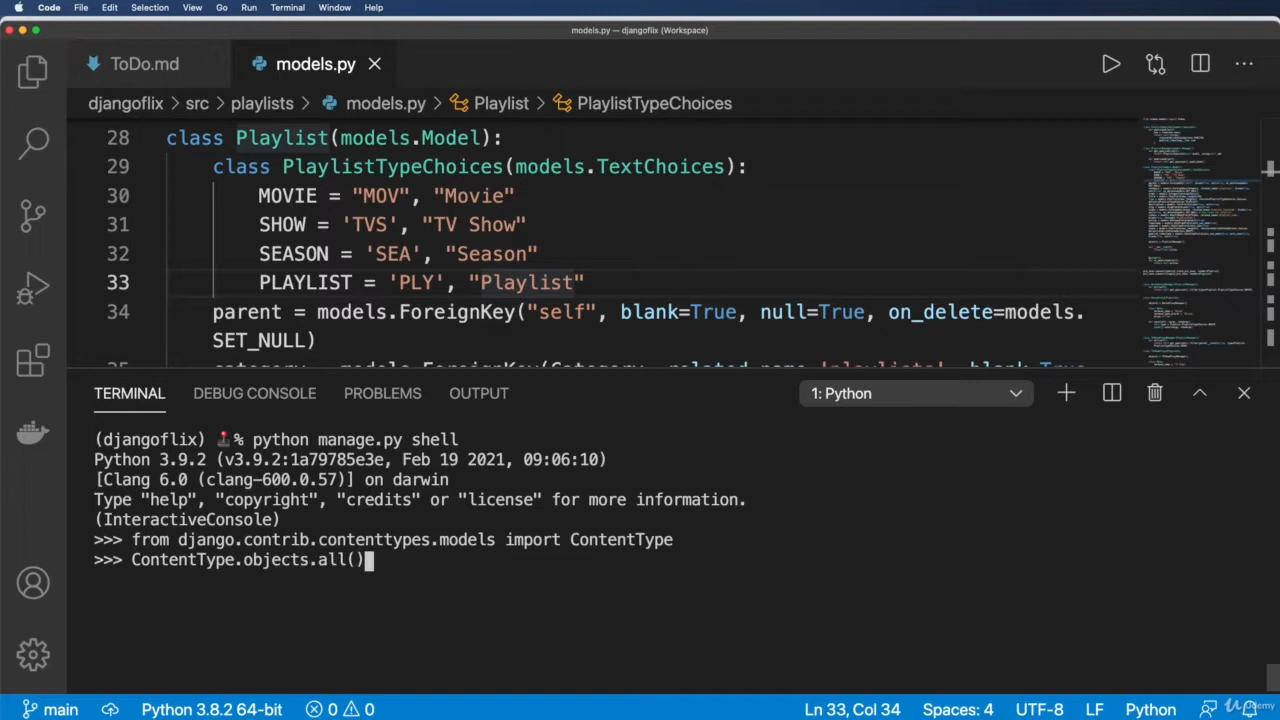 Code File Edit Selection View Go Run Terminal Window Help
models.py — djangoflix (Workspace)
ToDo.md models.py
djangoflix > src > playlists > models.py > Playlist > PlaylistTypeChoices
28 class Playlist(models.Model):
29 class PlaylistTypeChoices(models.TextChoices):
30 MOVIE = "MOV", "Movie"
31 SHOW = 'TVS', "TV Show"
32 SEASON = 'SEA', "Season"
33 PLAYLIST = 'PLY', "Playlist"
34 parent = models.ForeignKey("self", blank=True, null=True, on_delete=models.
SET_NULL)
TERMINAL DEBUG CONSOLE PROBLEMS OUTPUT 1: Python
(djangoflix) % python manage.py shell
Python 3.9.2 (v3.9.2:1a79785e3e, Feb 19 2021, 09:06:10)
[Clang 6.0 (clang-600.0.57)] on darwin
Type "help", "copyright", "credits" or "license" for more information.
(InteractiveConsole)
>>> from django.contrib.contenttypes.models import ContentType
>>> ContentType.objects.all()
main Python 3.8.2 64-bit 0 0 Ln 33, Col 34 Spaces: 4 UTF-8 LF Python
Udemy